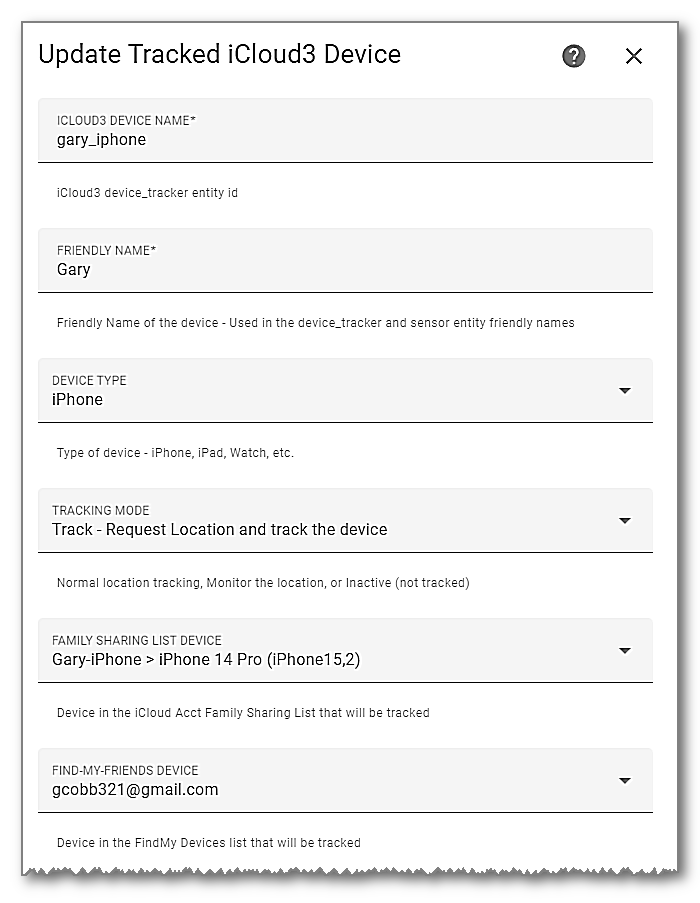 Update Tracked iCloud3 Device
ICLOUD3 DEVICE NAME*
gary_iphone
iCloud3 device_tracker entity id
FRIENDLY NAME*
Gary
Friendly Name of the device - Used in the device_tracker and sensor entity friendly names
DEVICE TYPE
iPhone
Type of device - iPhone, iPad, Watch, etc.
TRACKING MODE
Track - Request Location and track the device
Normal location tracking, Monitor the location, or Inactive (not tracked)
FAMILY SHARING LIST DEVICE
Gary-iPhone > iPhone 14 Pro (iPhone15,2)
Device in the iCloud Acct Family Sharing List that will be tracked
FIND-MY-FRIENDS DEVICE
gcobb321@gmail.com
Device in the FindMy Devices list that will be tracked